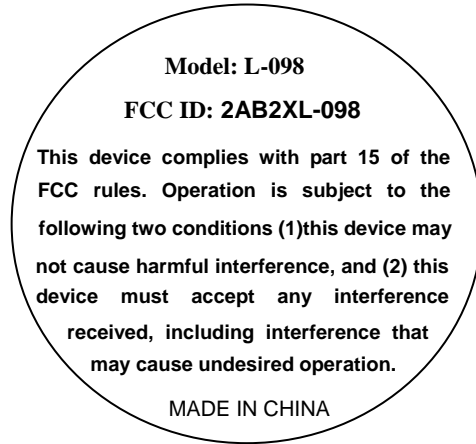 Model: L-098
FCC ID: 2AB2XL-098
This device complies with part 15 of the
FCC rules. Operation is subject to the
following two conditions (1)this device may
not cause harmful interference, and (2) this
device must accept any interference
received, including interference that
may cause undesired operation.
MADE IN CHINA